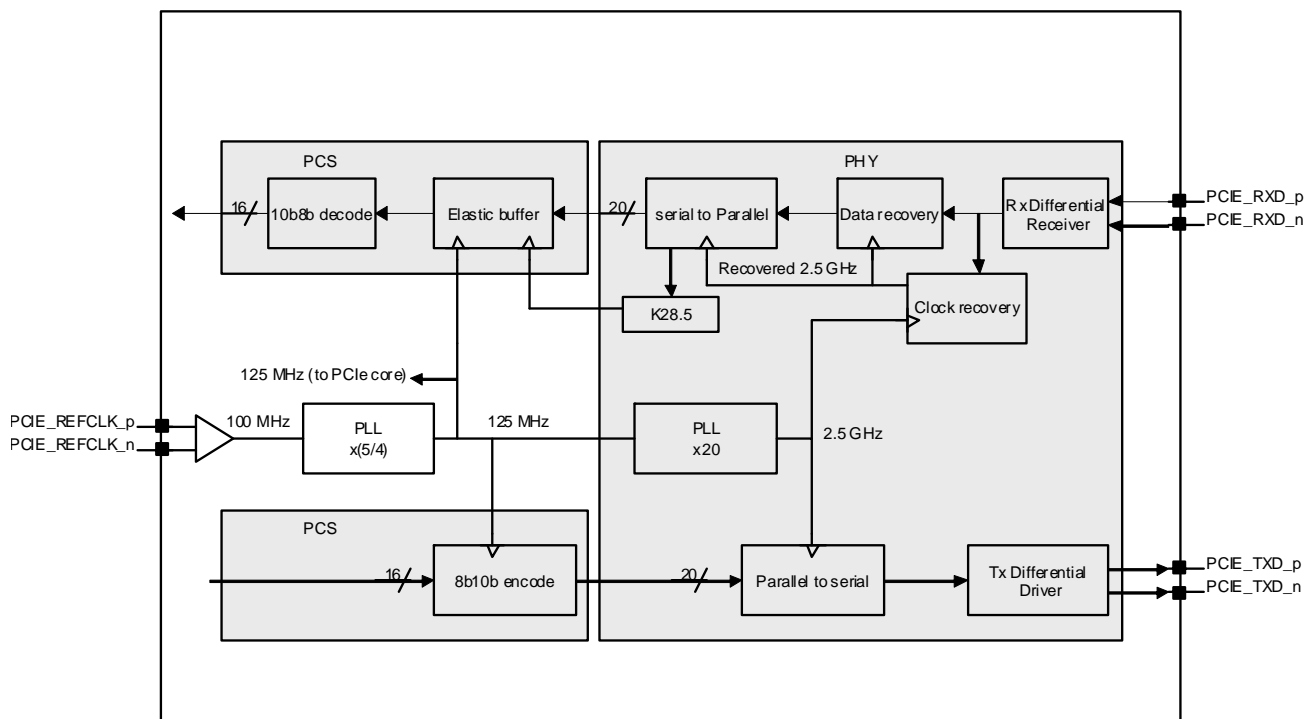 PCS
PHY
16
10b8b decode
Elastic buffer
20
serial to Parallel
Data recovery
Rx Differential
Receiver
PCIE_RXD_p
PCIE_RXD_n
Recovered 2.5 GHz
K28.5
Clock recovery
125 MHz (to PCIe core)
PCIE_REFCLK_p
PCIE_REFCLK_n
100 MHz
PLL
x(5/4)
125 MHz
PLL
x20
2.5 GHz
PCS
16
8b10b encode
20
Parallel to serial
Tx Differential
Driver
PCIE_TXD_p
PCIE_TXD_n